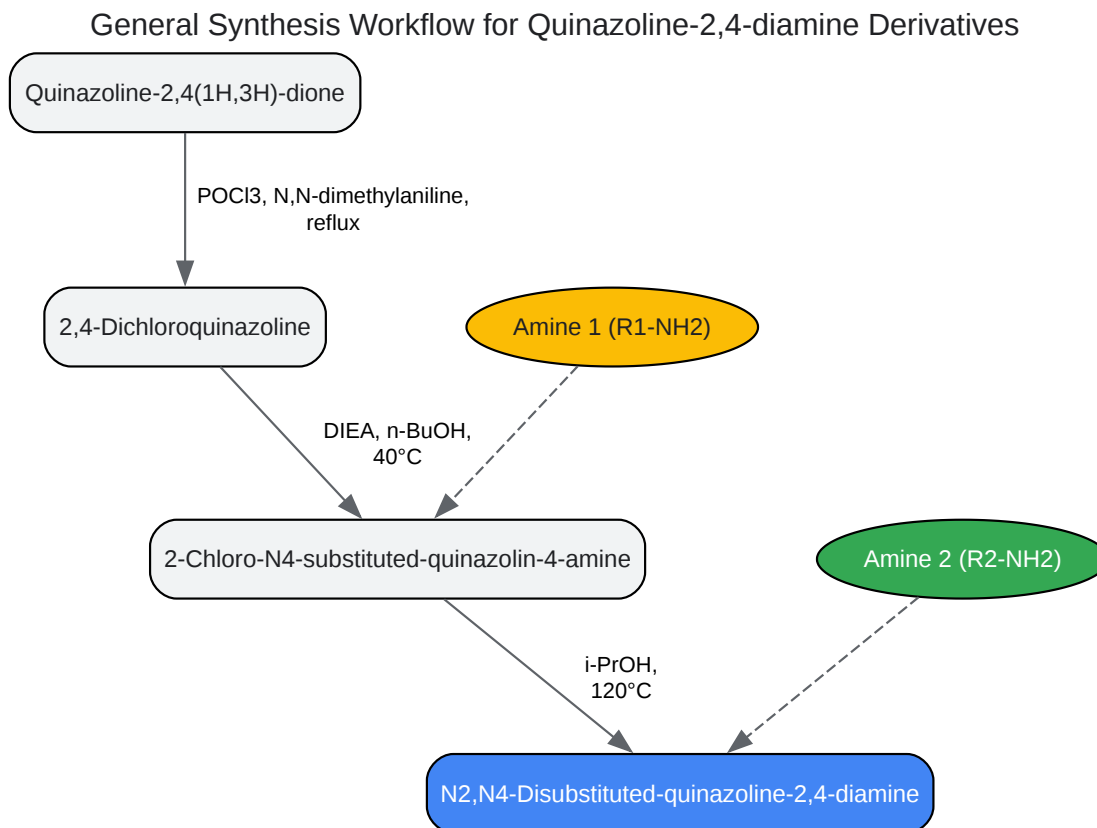 General Synthesis Workflow for Quinazoline-2,4-diamine Derivatives
Quinazoline-2,4(1H,3H)-dione
POCl3, N,N-dimethylaniline,
reflux
2,4-Dichloroquinazoline
Amine 1 (R1-NH2)
DIEA, n-BuOH,
40°C
2-Chloro-N4-substituted-quinazolin-4-amine
Amine 2 (R2-NH2)
i-PrOH,
120°C
N2,N4-Disubstituted-quinazoline-2,4-diamine